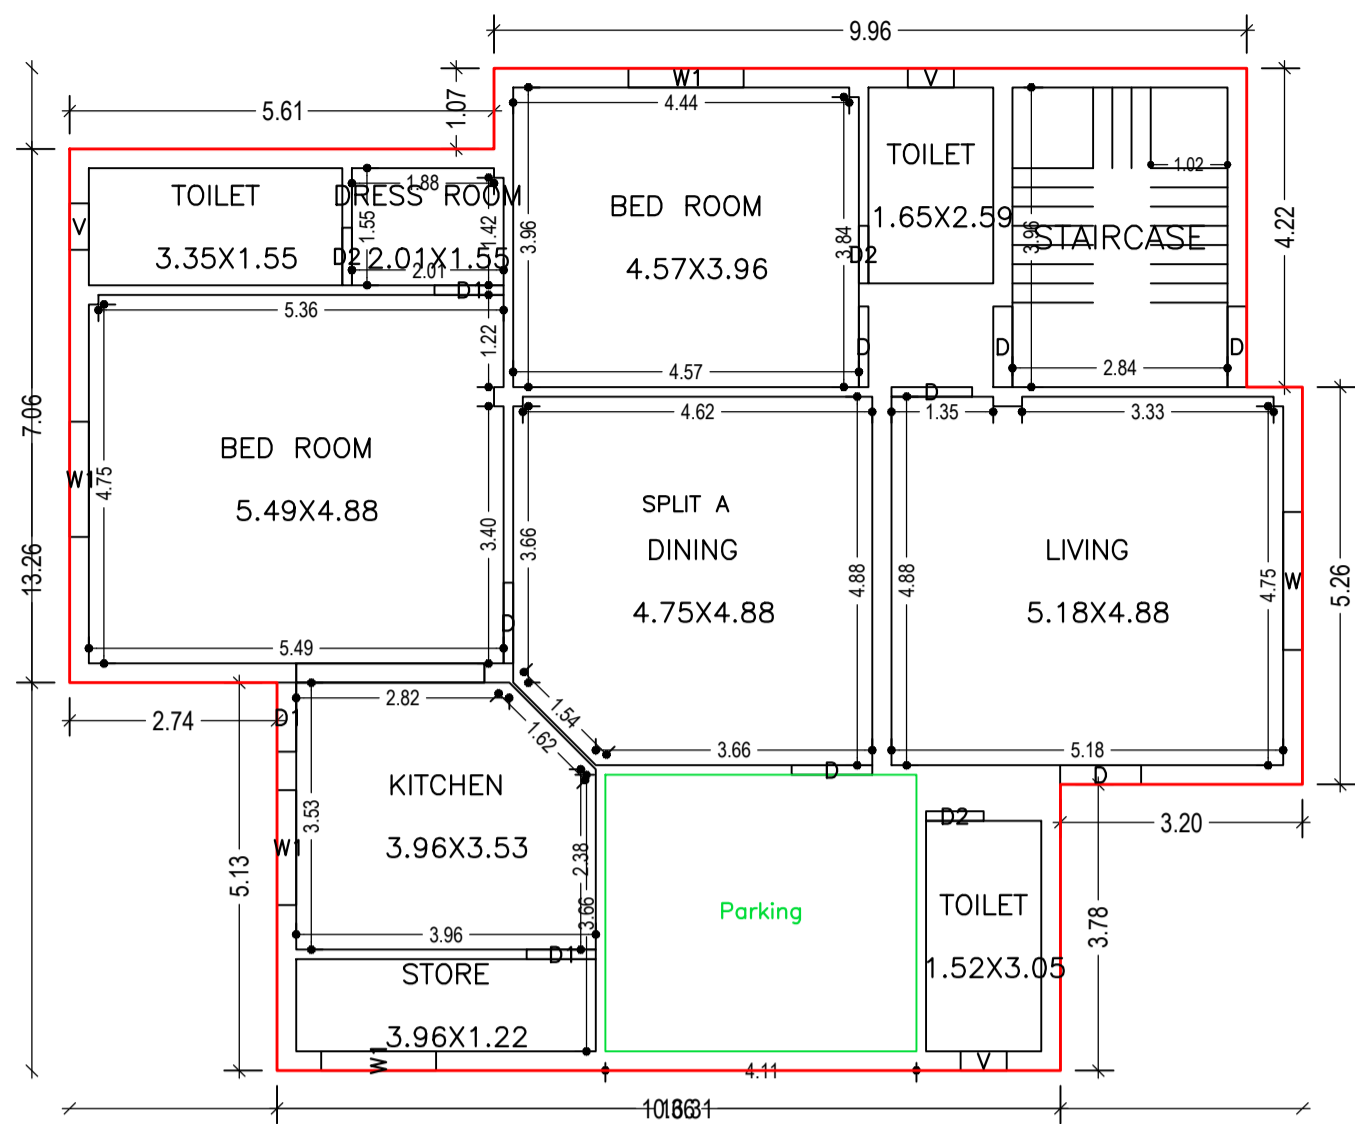 9.96
5.61
1.07
W1
V
4.44
TOILET
1.65X2.59
1.02
4.22
TOILET
3.35X1.55
V
DRESS ROOM
2.01X1.55
1.88
1.55
1.42
2.01
D2
D1
BED ROOM
4.57X3.96
3.96
3.84
D2
4.57
D
STAIRCASE
3.96
2.84
D
D
7.06
13.26
5.36
1.22
BED ROOM
5.49X4.88
W1
4.75
3.40
5.49
D
4.62
3.66
SPLIT A
DINING
4.75X4.88
4.88
1.54
3.66
D
D
1.35
3.33
LIVING
5.18X4.88
4.88
4.75
W
5.18
D
5.26
2.74
D1
2.82
1.62
KITCHEN
3.96X3.53
3.53
W1
2.38
3.66
3.96
D1
5.13
STORE
3.96X1.22
W1
Parking
4.11
D2
TOILET
1.52X3.05
V
3.20
3.78